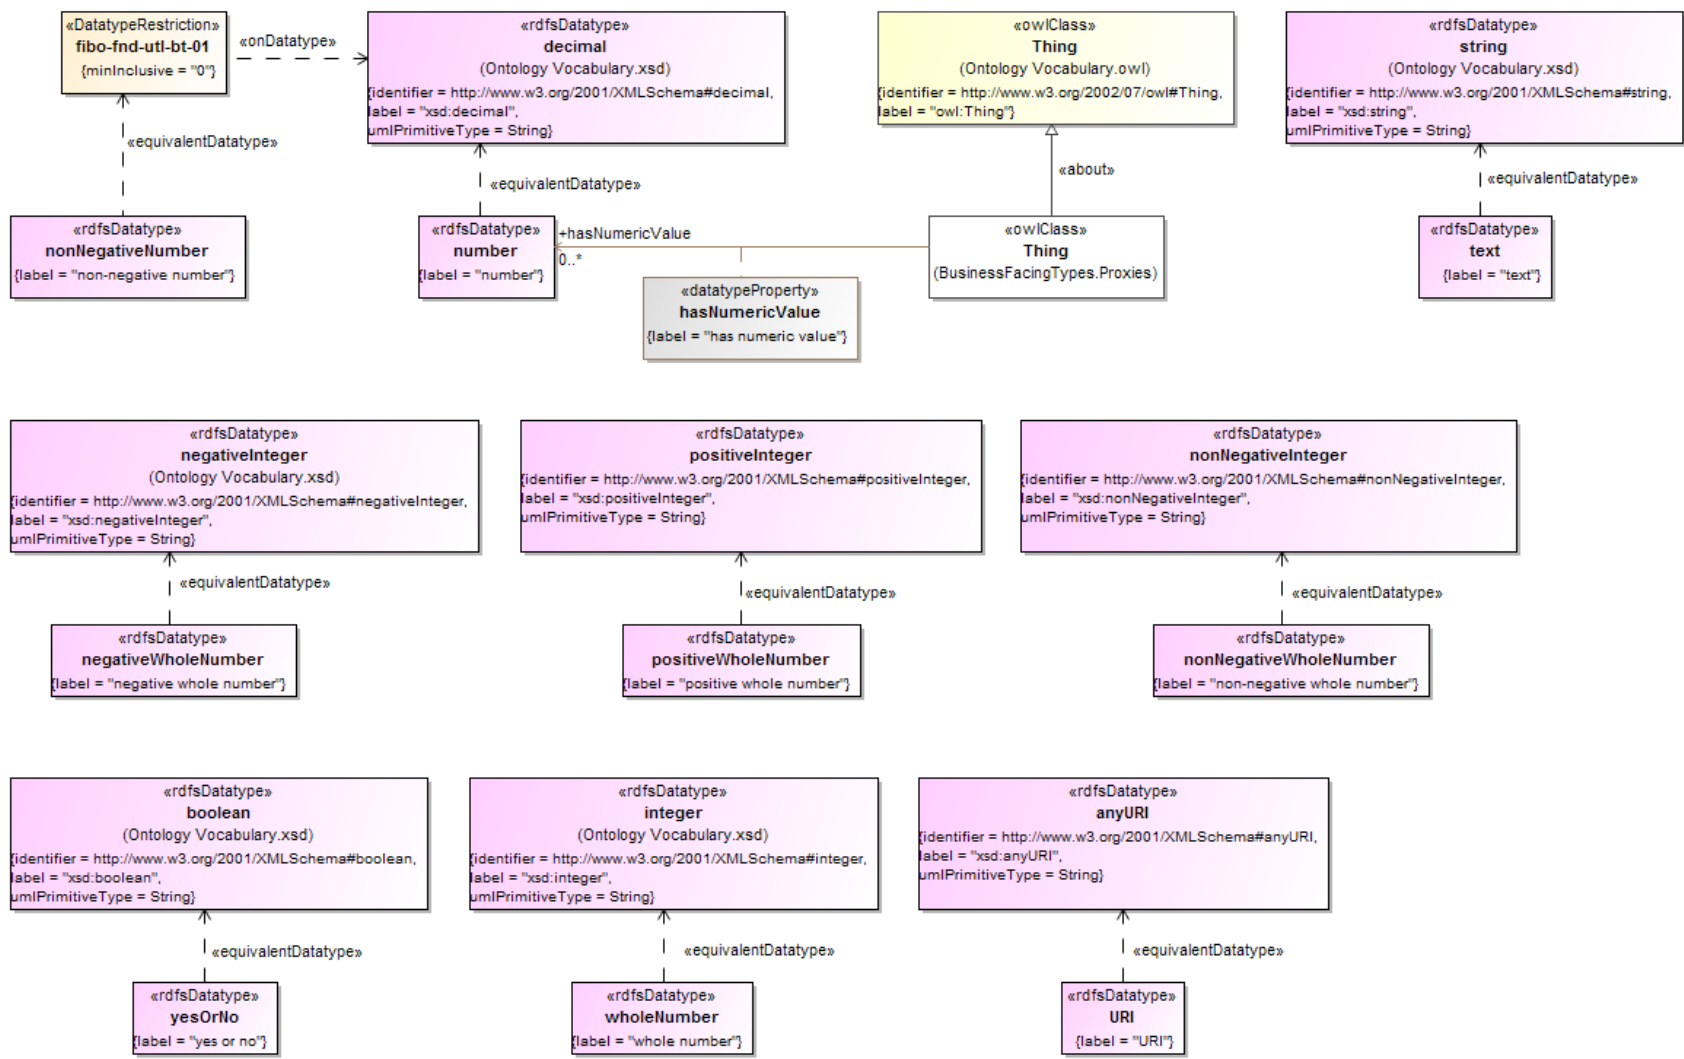 «DatatypeRestriction»
fibo-fnd-utl-bt-01
{minInclusive = "0"}
«onDatatype»
«rdfsDatatype»
decimal
(Ontology Vocabulary.xsd)
{identifier = http://www.w3.org/2001/XMLSchema#decimal,
label = "xsd:decimal",
umlPrimitiveType = String}
«owlClass»
Thing
(Ontology Vocabulary.owl)
{identifier = http://www.w3.org/2002/07/owl#Thing,
label = "owl:Thing"}
«rdfsDatatype»
string
(Ontology Vocabulary.xsd)
{identifier = http://www.w3.org/2001/XMLSchema#string,
label = "xsd:string",
umlPrimitiveType = String}
«equivalentDatatype»
«equivalentDatatype»
«about»
«equivalentDatatype»
«rdfsDatatype»
nonNegativeNumber
{label = "non-negative number"}
«rdfsDatatype»
number
{label = "number"}
+hasNumericValue
0..*
«datatypeProperty»
hasNumericValue
{label = "has numeric value"}
«owlClass»
Thing
(BusinessFacingTypes.Proxies)
«rdfsDatatype»
text
{label = "text"}
«rdfsDatatype»
negativeInteger
(Ontology Vocabulary.xsd)
{identifier = http://www.w3.org/2001/XMLSchema#negativeInteger,
label = "xsd:negativeInteger",
umlPrimitiveType = String}
«rdfsDatatype»
positiveInteger
{identifier = http://www.w3.org/2001/XMLSchema#positiveInteger,
label = "xsd:positiveInteger",
umlPrimitiveType = String}
«rdfsDatatype»
nonNegativeInteger
{identifier = http://www.w3.org/2001/XMLSchema#nonNegativeInteger,
label = "xsd:nonNegativeInteger",
umlPrimitiveType = String}
«equivalentDatatype»
«equivalentDatatype»
«equivalentDatatype»
«rdfsDatatype»
negativeWholeNumber
{label = "negative whole number"}
«rdfsDatatype»
positiveWholeNumber
{label = "positive whole number"}
«rdfsDatatype»
nonNegativeWholeNumber
{label = "non-negative whole number"}
«rdfsDatatype»
boolean
(Ontology Vocabulary.xsd)
{identifier = http://www.w3.org/2001/XMLSchema#boolean,
label = "xsd:boolean",
umlPrimitiveType = String}
«rdfsDatatype»
integer
(Ontology Vocabulary.xsd)
{identifier = http://www.w3.org/2001/XMLSchema#integer,
label = "xsd:integer",
umlPrimitiveType = String}
«rdfsDatatype»
anyURI
{identifier = http://www.w3.org/2001/XMLSchema#anyURI,
label = "xsd:anyURI",
umlPrimitiveType = String}
«equivalentDatatype»
«equivalentDatatype»
«equivalentDatatype»
«rdfsDatatype»
yesOrNo
{label = "yes or no"}
«rdfsDatatype»
wholeNumber
{label = "whole number"}
«rdfsDatatype»
URI
{label = "URI"}